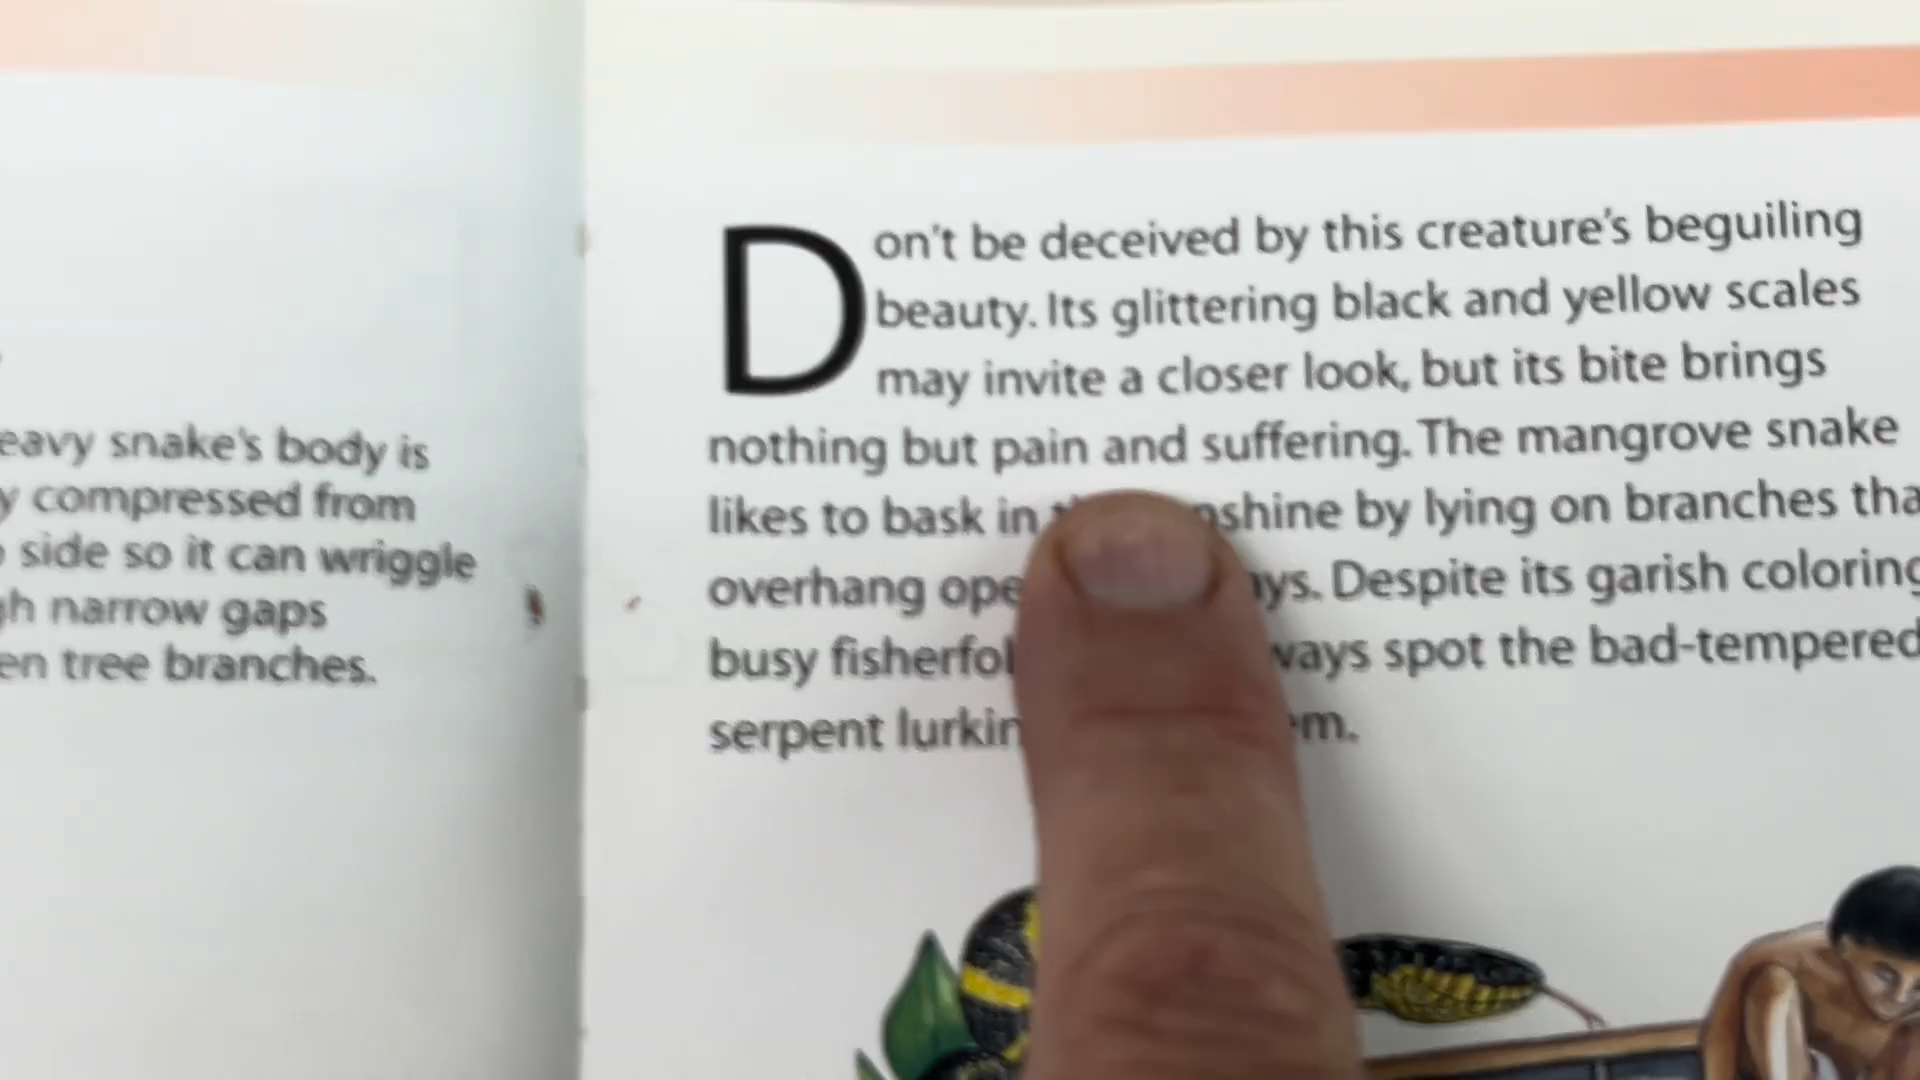 eavy snake's body is
y compressed from
side so it can wriggle
gh narrow gaps
en tree branches.
Don't be deceived by this creature's beguiling
beauty. Its glittering black and yellow scales
may invite a closer look, but its bite brings
nothing but pain and suffering. The mangrove snake
likes to bask in shine by lying on branches tha
overhang ope ys. Despite its garish coloring
busy fisherfol ways spot the bad-tempered
serpent lurkin em.